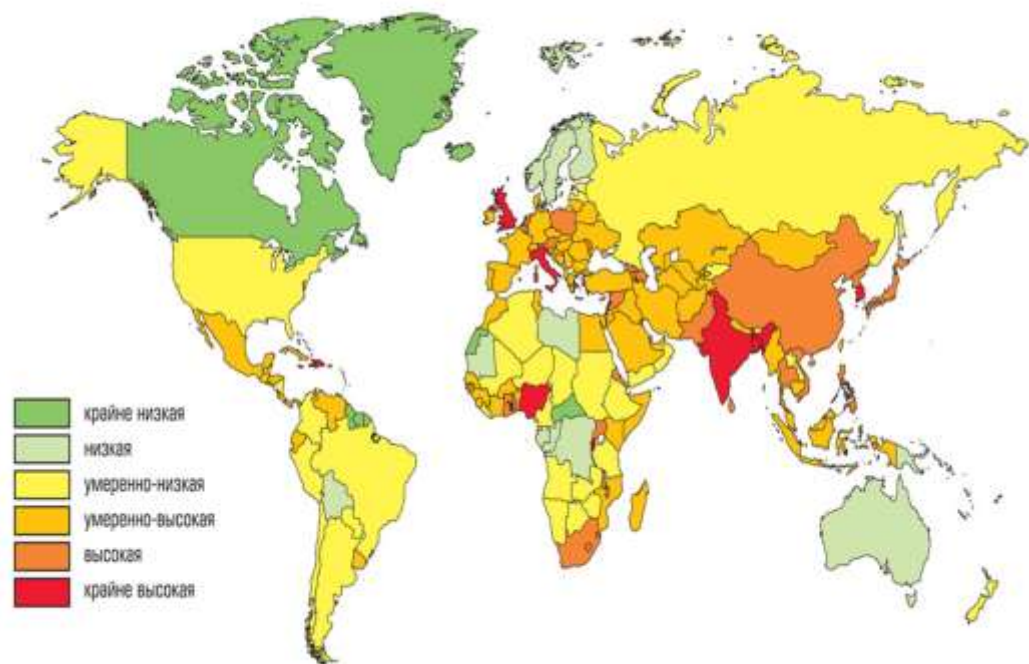 крайне низкая
низкая
умеренно-низкая
умеренно-высокая
высокая
крайне высокая